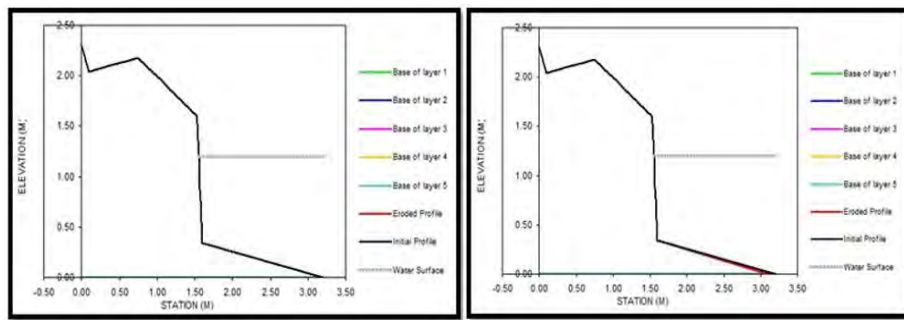 2.50
2.00
1.50
1.00
0.50
0.00
ELEVATION (M)
-0.50 0.00 0.50 1.00 1.50 2.00 2.50 3.00 3.50
STATION (M)
Base of layer 1
Base of layer 2
Base of layer 3
Base of layer 4
Base of layer 5
Eroded Profile
Initial Profile
Water Surface
2.50
2.00
1.50
1.00
0.50
0.00
ELEVATION (M)
-0.50 0.00 0.50 1.00 1.50 2.00 2.50 3.00 3.50
STATION (M)
Base of layer 1
Base of layer 2
Base of layer 3
Base of layer 4
Base of layer 5
Eroded Profile
Initial Profile
Water Surface